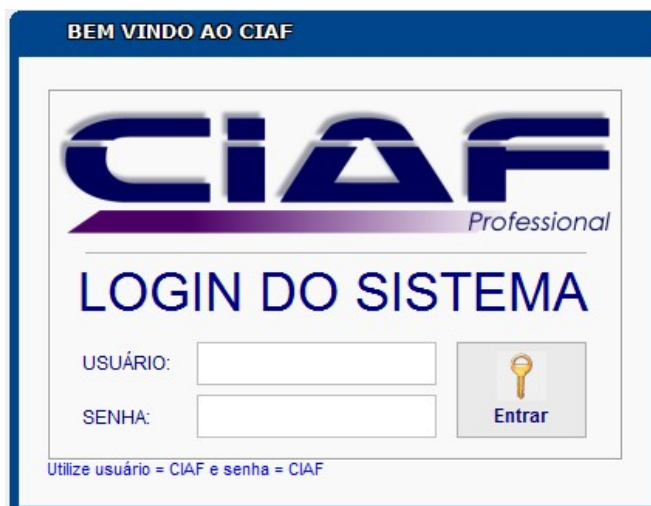 BEM VINDO AO CIAF
CIAF
Professional
LOGIN DO SISTEMA
USUÁRIO:
SENHA:
Entrar
Utilize usuário = CIAF e senha = CIAF